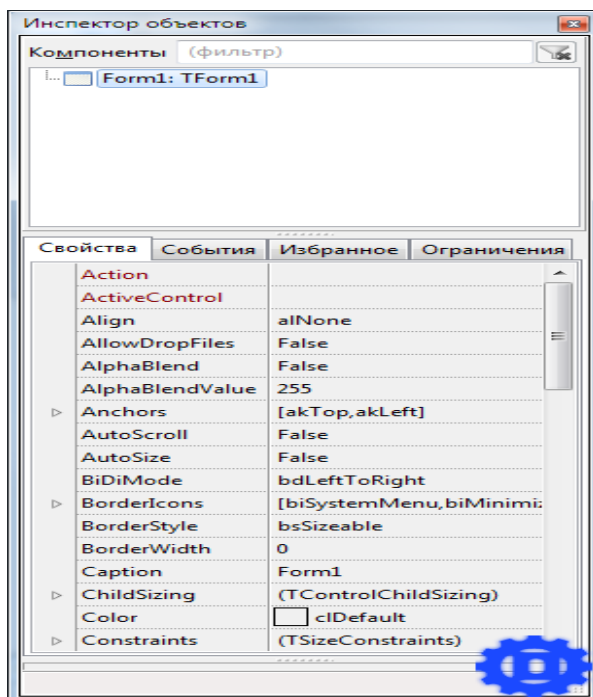 Инспектор объектов
Компоненты (фильтр)
Form1: TForm1
Свойства События Избранное Ограничения
Action
ActiveControl
Align alNone
AllowDropFiles False
AlphaBlend False
AlphaBlendValue 255
Anchors [akTop,akLeft]
AutoScroll False
AutoSize False
BiDiMode bdLeftToRight
BorderIcons [biSystemMenu,biMinimiz
BorderStyle bsSizeable
BorderWidth 0
Caption Form1
ChildSizing (TControlChildSizing)
Color clDefault
Constraints (TSizeConstraints)